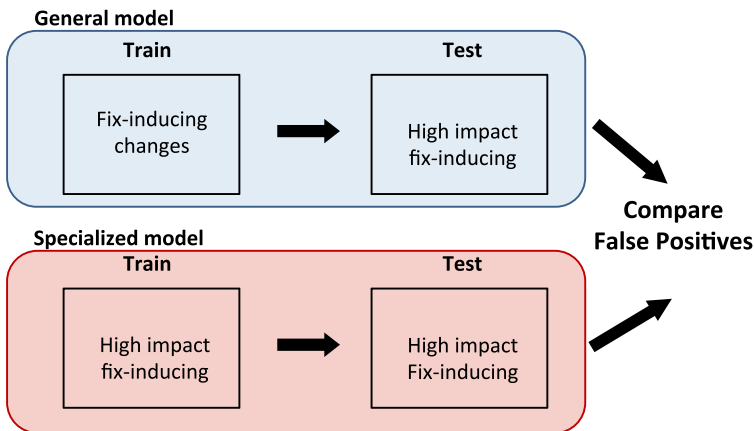 General model
Train
Test
Fix-inducing
changes
High impact
fix-inducing
Compare
False Positives
Specialized model
Train
Test
High impact
fix-inducing
High impact
Fix-inducing